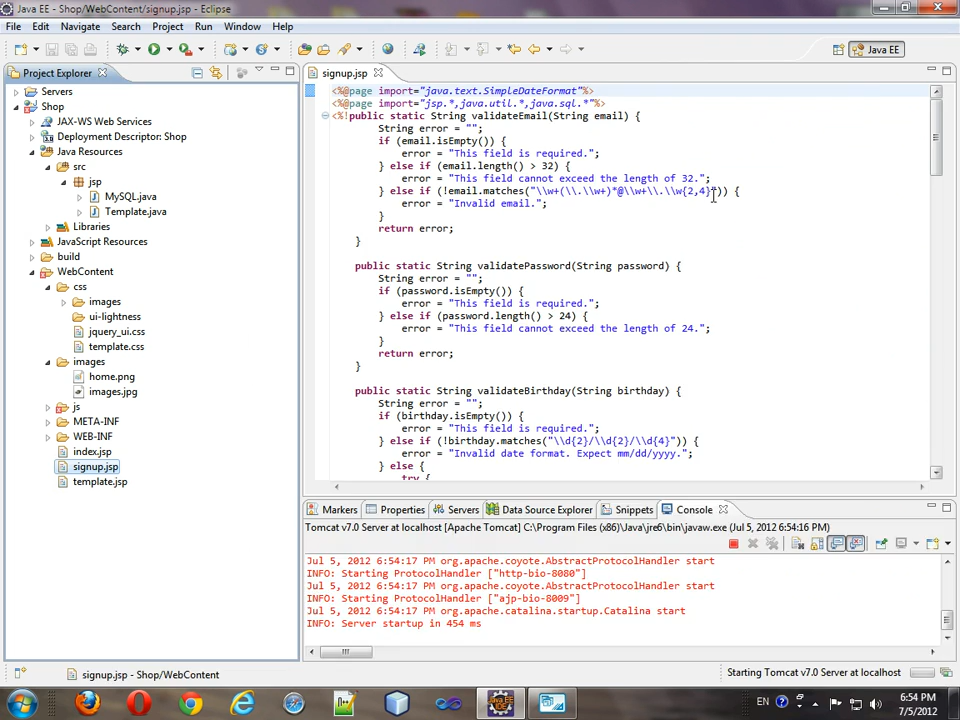 Java EE - Shop/WebContent/signup.jsp - Eclipse
File Edit Navigate Search Project Run Window Help
Java EE
Project Explorer
Servers
Shop
JAX-WS Web Services
Deployment Descriptor: Shop
Java Resources
src
jsp
MySQL.java
Template.java
Libraries
JavaScript Resources
build
WebContent
css
images
ui-lightness
jquery_ui.css
template.css
images
home.png
images.jpg
js
META-INF
WEB-INF
index.jsp
signup.jsp
template.jsp
signup.jsp
<%@page import="java.text.SimpleDateFormat"%>
<%@page import="jsp.*,java.util.*,java.sql.*"%>
<%!public static String validateEmail(String email) {
String error = "";
if (email.isEmpty()) {
error = "This field is required.";
} else if (email.length() > 32) {
error = "This field cannot exceed the length of 32.";
} else if (!email.matches("\\w+(\\.\\w+)*@\\w+\\.\\w{2,4}")) {
error = "Invalid email.";
}
return error;
}
public static String validatePassword(String password) {
String error = "";
if (password.isEmpty()) {
error = "This field is required.";
} else if (password.length() > 24) {
error = "This field cannot exceed the length of 24.";
}
return error;
}
public static String validateBirthday(String birthday) {
String error = "";
if (birthday.isEmpty()) {
error = "This field is required.";
} else if (!birthday.matches("\\d{2}/\\d{2}/\\d{4}")) {
error = "Invalid date format. Expect mm/dd/yyyy.";
} else {
try {
Markers Properties Servers Data Source Explorer Snippets Console
Tomcat v7.0 Server at localhost [Apache Tomcat] C:\Program Files (x86)\Java\jre6\bin\javaw.exe (Jul 5, 2012 6:54:16 PM)
Jul 5, 2012 6:54:17 PM org.apache.coyote.AbstractProtocolHandler start
INFO: Starting ProtocolHandler ["http-bio-8080"]
Jul 5, 2012 6:54:17 PM org.apache.coyote.AbstractProtocolHandler start
INFO: Starting ProtocolHandler ["ajp-bio-8009"]
Jul 5, 2012 6:54:17 PM org.apache.catalina.startup.Catalina start
INFO: Server startup in 454 ms
signup.jsp - Shop/WebContent
Starting Tomcat v7.0 Server at localhost
EN
6:54 PM
7/5/2012